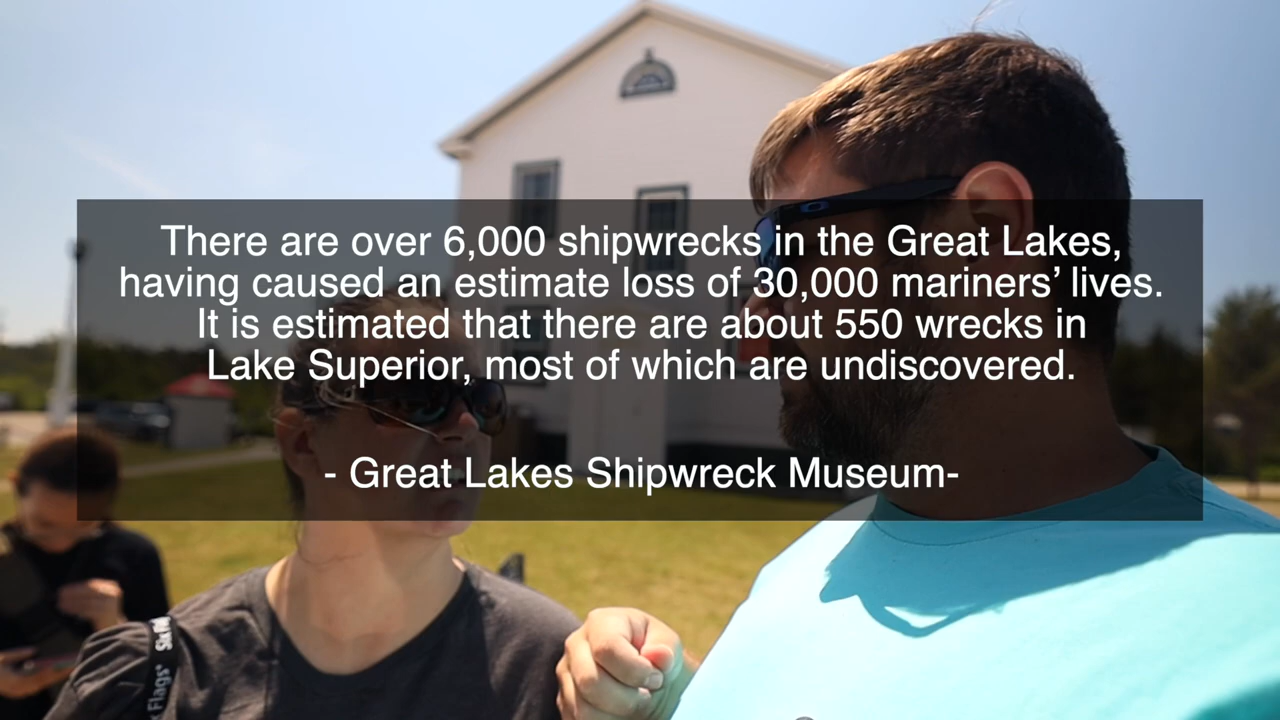 There are over 6,000 shipwrecks in the Great Lakes,
having caused an estimate loss of 30,000 mariners’ lives.
It is estimated that there are about 550 wrecks in
Lake Superior, most of which are undiscovered.
- Great Lakes Shipwreck Museum-
Six
Flags